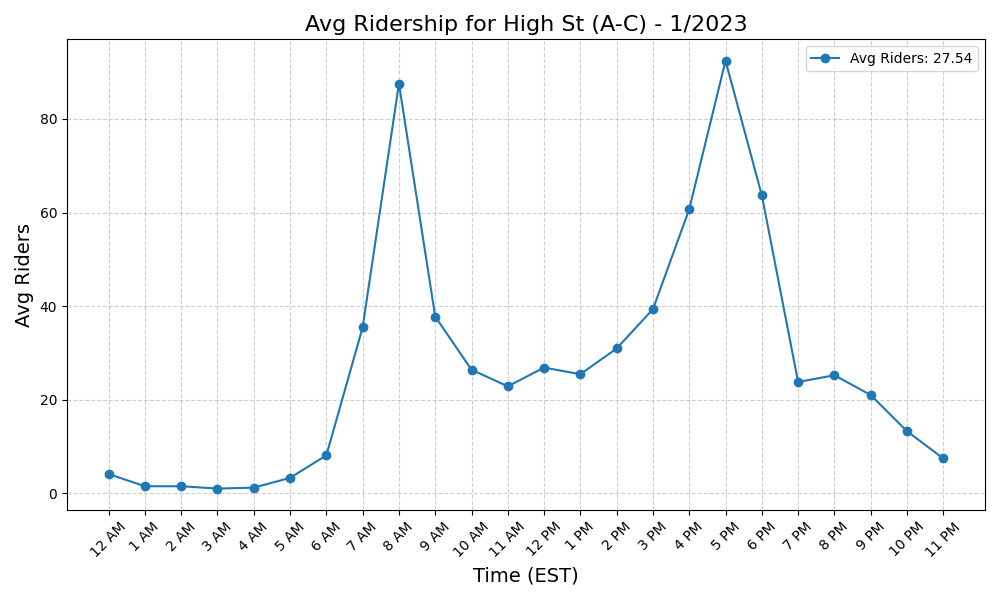 Avg Ridership for High St (A-C) - 1/2023
Avg Riders: 27.54
Avg Riders
80
60
40
20
0
12 AM
1 AM
2 AM
3 AM
4 AM
5 AM
6 AM
7 AM
8 AM
9 AM
10 AM
11 AM
12 PM
1 PM
2 PM
3 PM
4 PM
5 PM
6 PM
7 PM
8 PM
9 PM
10 PM
11 PM
Time (EST)